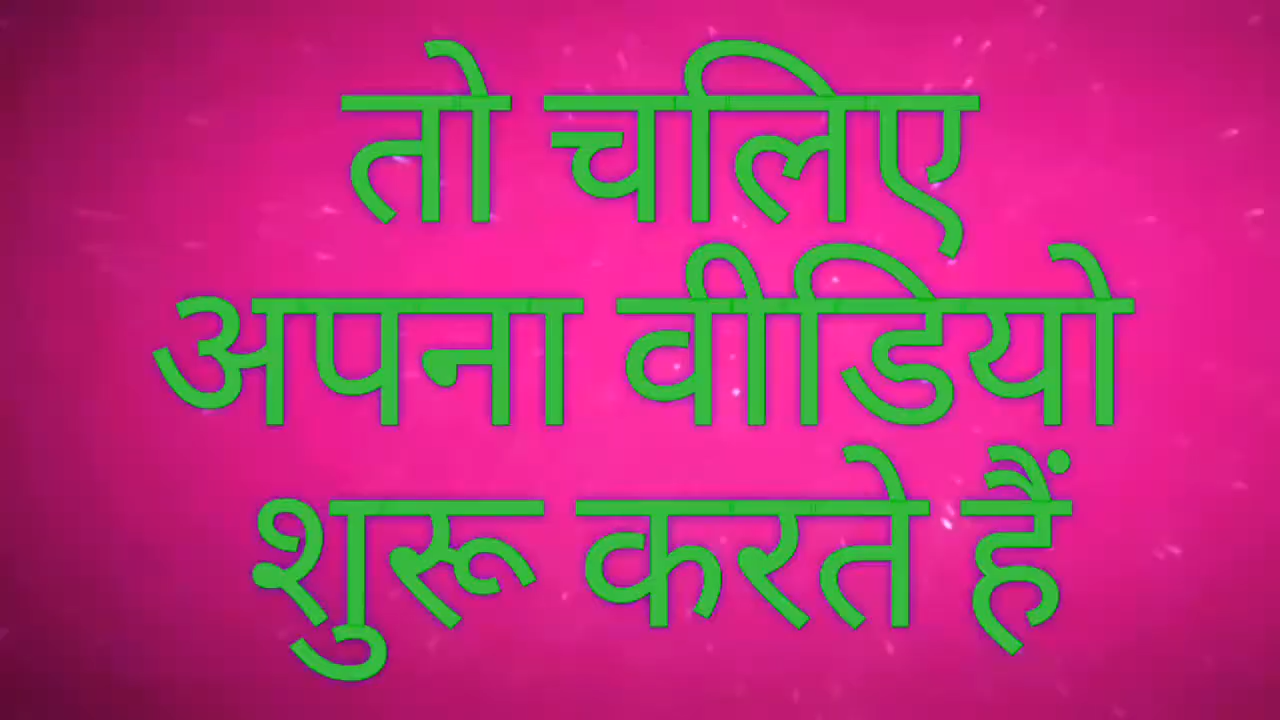 तो चलिए
अपना वीडियो
शुरू करते हैं